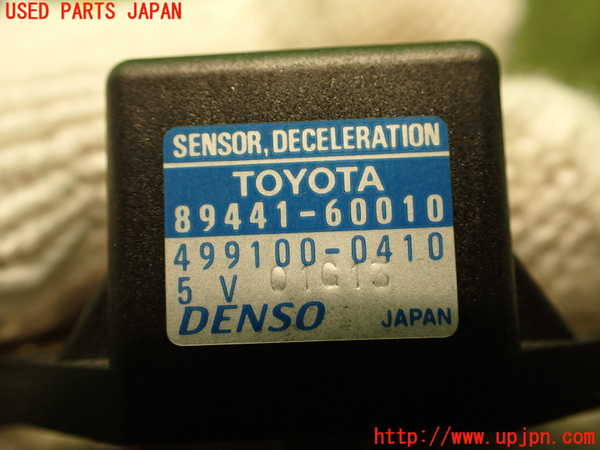 USED PARTS JAPAN
SENSOR, DECELERATION
TOYOTA
89441-60010
499100-0410
5 V
DENSO JAPAN
http://www.upjpn.com